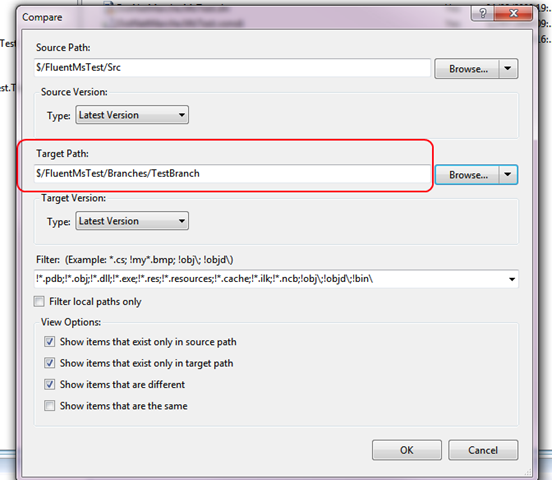 Compare
Source Path:
$/FluentMsTest/Src
Browse...
Source Version:
Type: Latest Version
Target Path:
$/FluentMsTest/Branches/TestBranch
Browse...
Target Version:
Type: Latest Version
Filter: (Example: *.cs; !my*.bmp; !obj\; !objd\)
!*.pdb;!*.obj;!*.dll;!*.exe;!*.res;!*.resources;!*.cache;!*.ilk;!*.ncb;!obj\;!objd\;!bin\
Filter local paths only
View Options:
Show items that exist only in source path
Show items that exist only in target path
Show items that are different
Show items that are the same
OK
Cancel